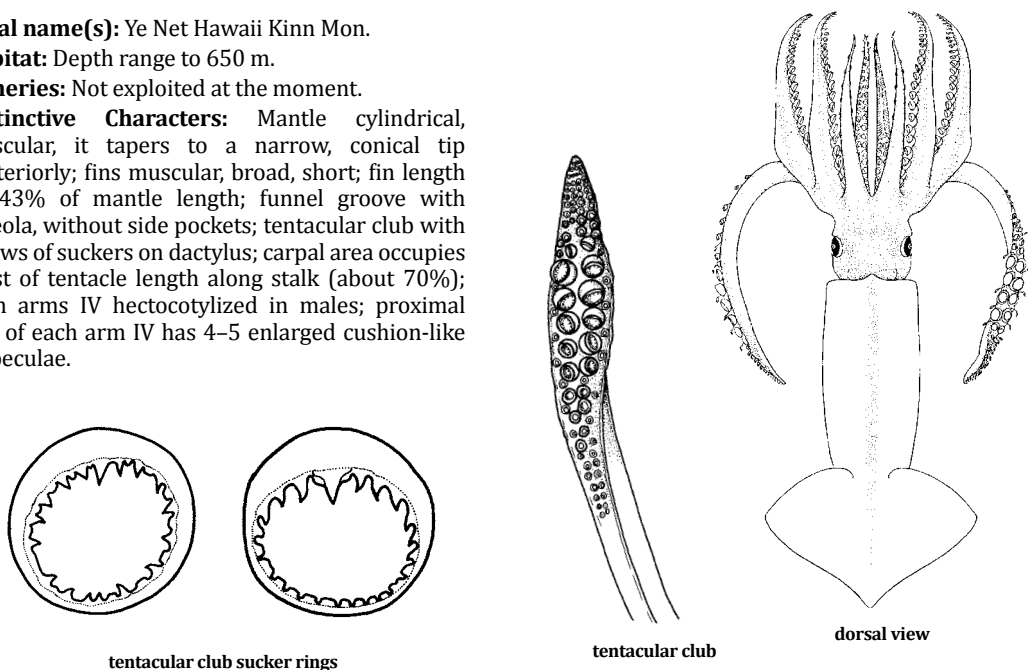 al name(s): Ye Net Hawaii Kinn Mon.
bitat: Depth range to 650 m.
heries: Not exploited at the moment.
tinctive Characters: Mantle cylindrical,
scular, it tapers to a narrow, conical tip
teriorly; fins muscular, broad, short; fin length
43% of mantle length; funnel groove with
eola, without side pockets; tentacular club with
ws of suckers on dactylus; carpal area occupies
st of tentacle length along stalk (about 70%);
h arms IV hectocotylized in males; proximal
of each arm IV has 4–5 enlarged cushion-like
beculae.
tentacular club sucker rings
tentacular club
dorsal view